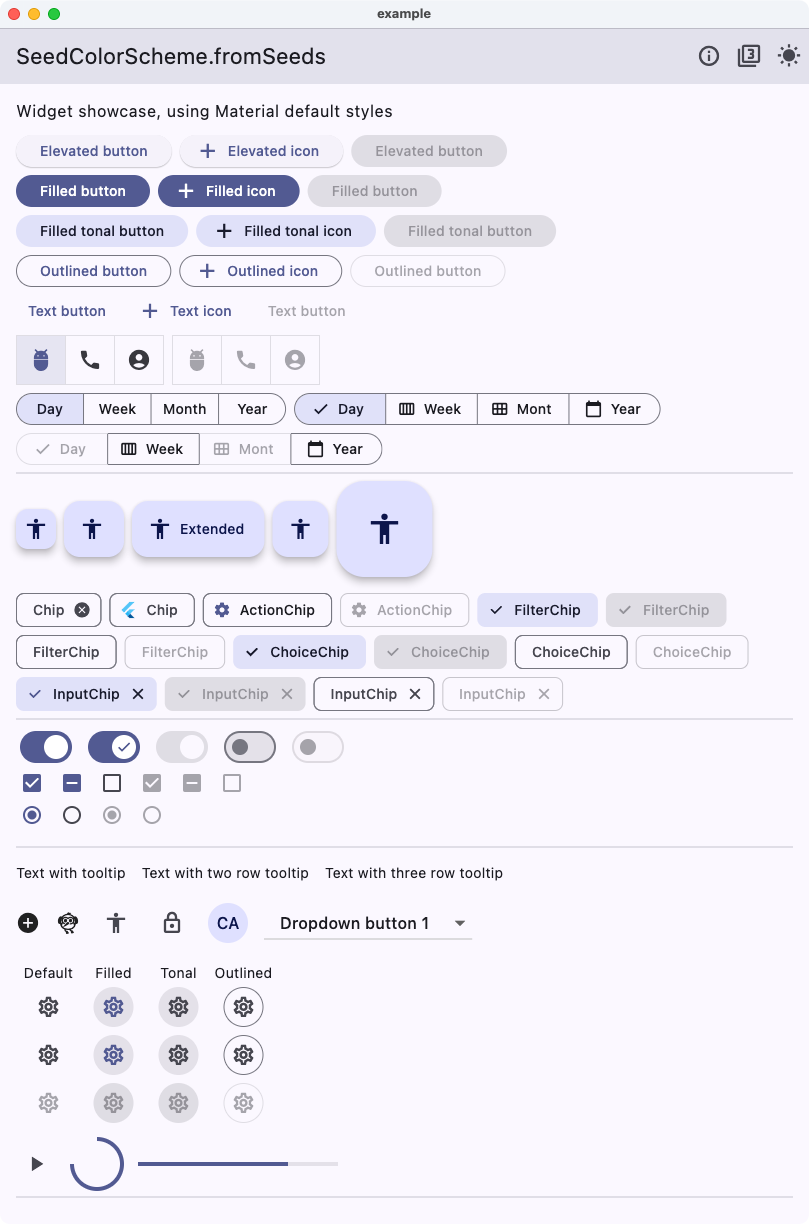 example
SeedColorScheme.fromSeeds 3
Widget showcase, using Material default styles
Elevated button Elevated icon Elevated button
Filled button Filled icon Filled button
Filled tonal button Filled tonal icon Filled tonal button
Outlined button Outlined icon Outlined button
Text button Text icon Text button
Day Week Month Year Day Week Mont Year
Day Week Mont Year
Extended
Chip Chip ActionChip ActionChip FilterChip FilterChip
FilterChip FilterChip ChoiceChip ChoiceChip ChoiceChip ChoiceChip
InputChip InputChip InputChip InputChip
Text with tooltip Text with two row tooltip Text with three row tooltip
CA Dropdown button 1
Default Filled Tonal Outlined